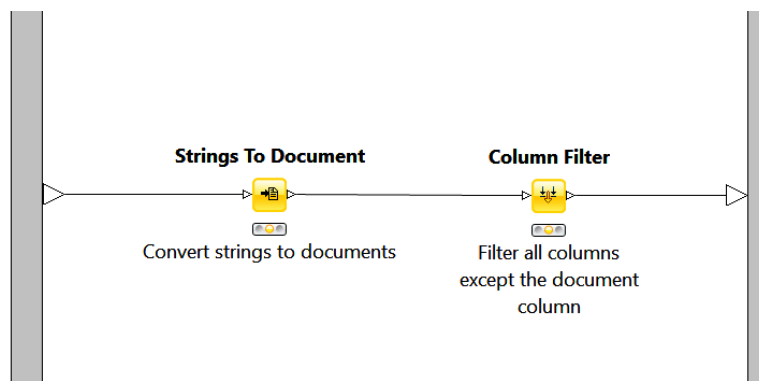 Strings To Document
Column Filter
Convert strings to documents
Filter all columns
except the document
column